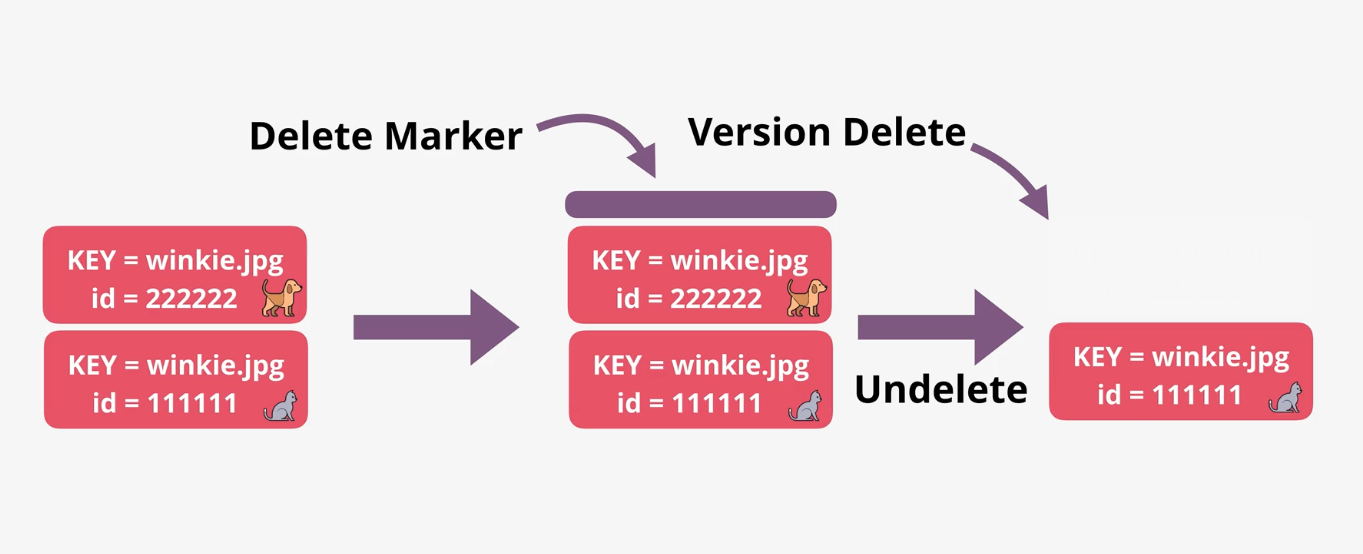 Delete Marker
Version Delete
KEY = winkie.jpg
id = 222222
KEY = winkie.jpg
id = 111111
KEY = winkie.jpg
id = 222222
KEY = winkie.jpg
id = 111111
Undelete
KEY = winkie.jpg
id = 111111